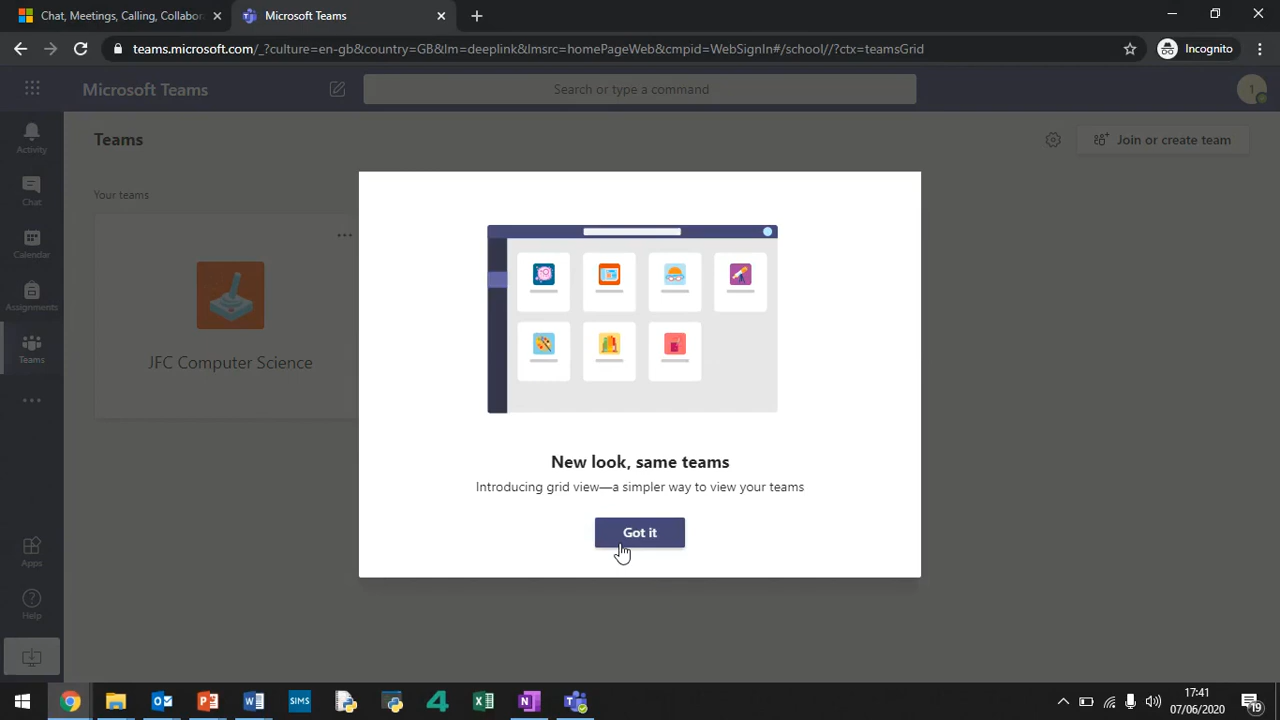 Chat, Meetings, Calling, Collabor
Microsoft Teams
teams.microsoft.com/_?culture=en-gb&country=GB&lm=deeplink&lmsrc=homePageWeb&cmpid=WebSignIn#/school//?ctx=teamsGrid
Incognito
Microsoft Teams
Search or type a command
1
Activity
Chat
Calendar
Assignments
Teams
Apps
Help
Teams
Join or create team
Your teams
JFC Computer Science
New look, same teams
Introducing grid view—a simpler way to view your teams
Got it
SIMS
17:41
07/06/2020
19